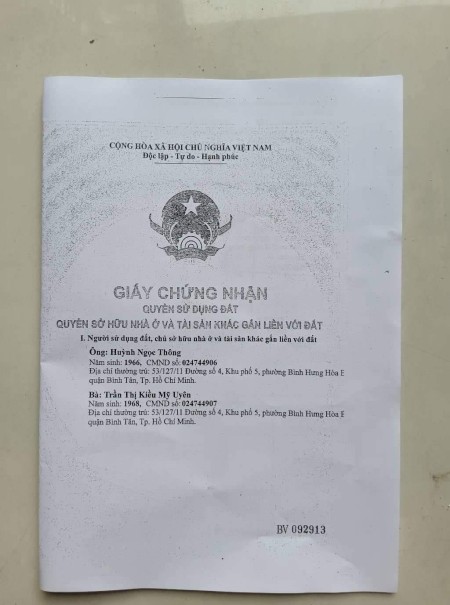 CỘNG HÒA XÃ HỘI CHỦ NGHĨA VIỆT NAM
Độc lập - Tự do - Hạnh phúc
GIẤY CHỨNG NHẬN
QUYỀN SỬ DỤNG ĐẤT
QUYỀN SỞ HỮU NHÀ Ở VÀ TÀI SẢN KHÁC GẮN LIỀN VỚI ĐẤT
I. Người sử dụng đất, chủ sở hữu nhà ở và tài sản khác gắn liền với đất
Ông: Huỳnh Ngọc Thông
Năm sinh: 1966, CMND số: 024744906
Địa chỉ thường trú: 53/127/11 Đường số 4, Khu phố 5, phường Bình Hưng Hòa B
quận Bình Tân, Tp. Hồ Chí Minh.
Bà: Trần Thị Kiều Mỹ Uyên
Năm sinh: 1968, CMND số: 024744907
Địa chỉ thường trú: 53/127/11 Đường số 4, Khu phố 5, phường Bình Hưng Hòa B
quận Bình Tân, Tp. Hồ Chí Minh.
BV 092913